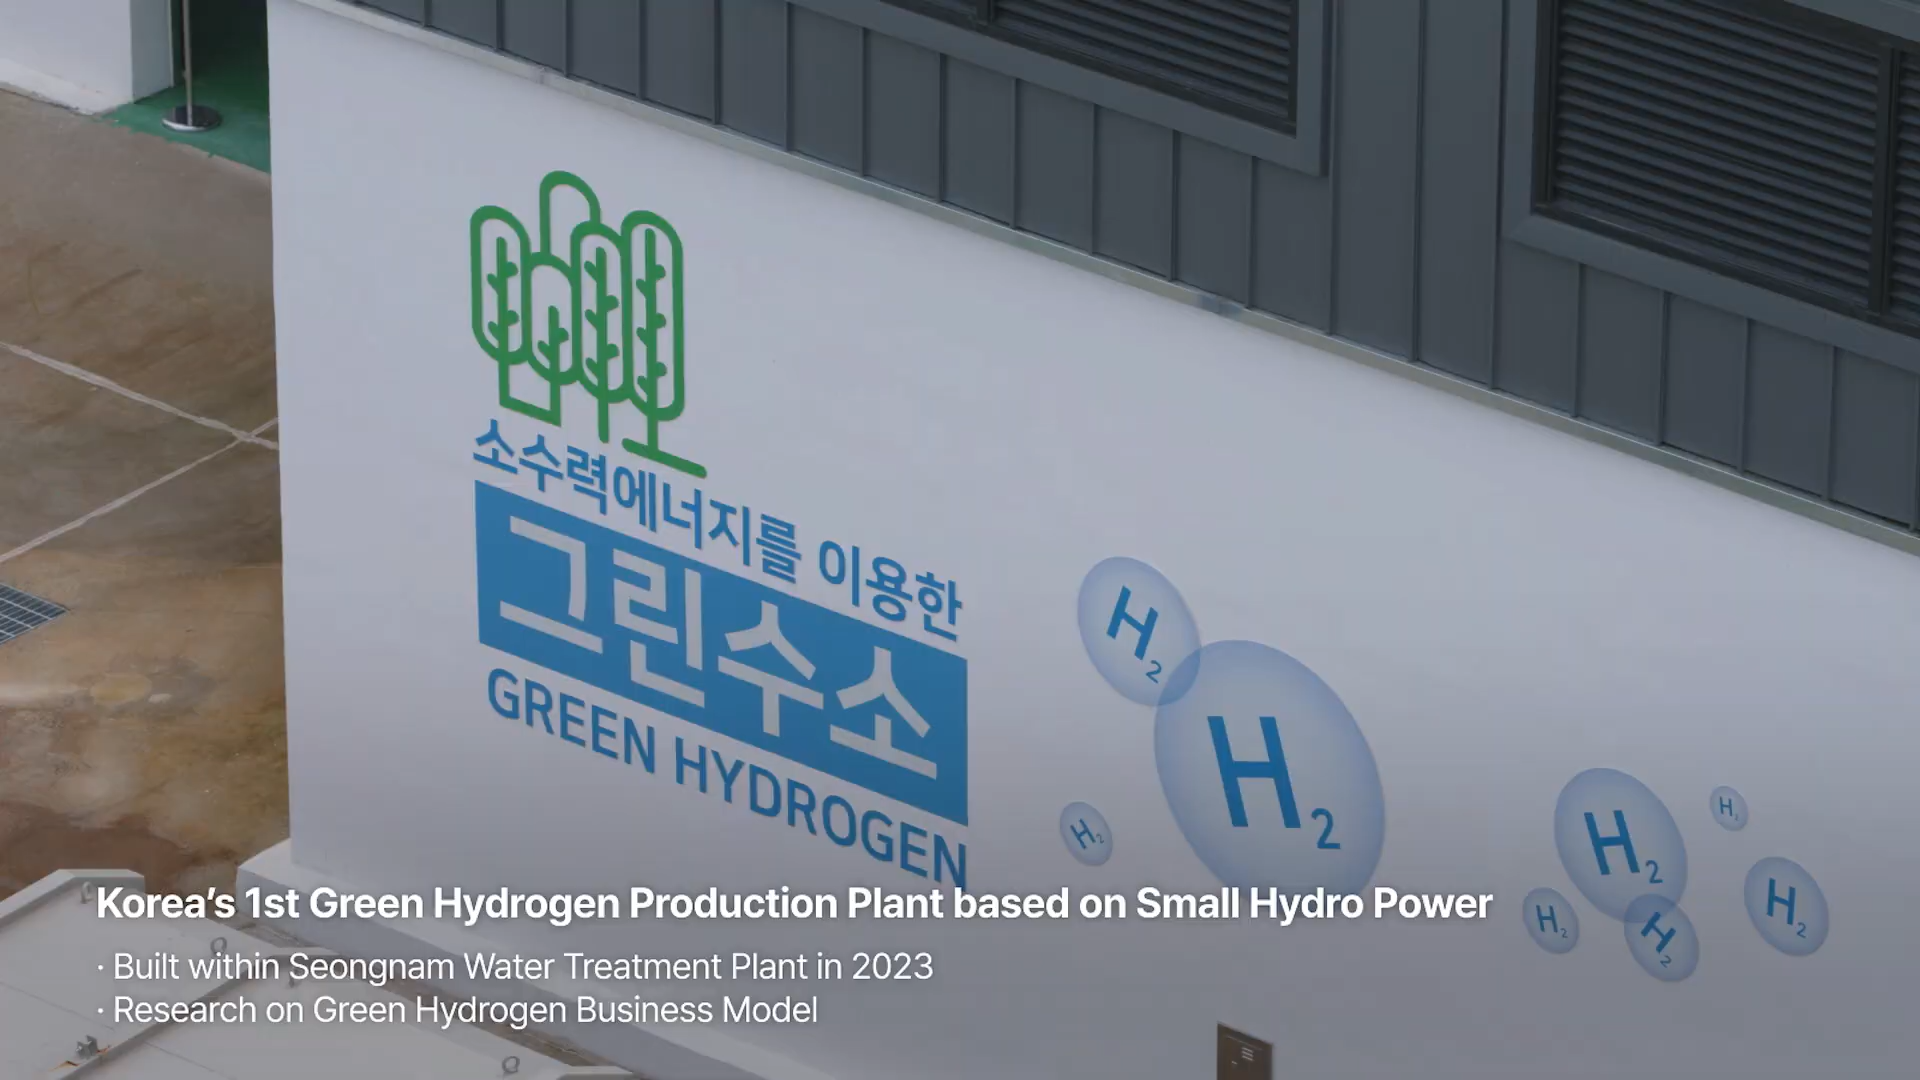 소수력에너지를 이용한
그린수소
GREEN HYDROGEN
H2
H2
H2
H2
H2
H2
H2
H2
Korea’s 1st Green Hydrogen Production Plant based on Small Hydro Power
· Built within Seongnam Water Treatment Plant in 2023
· Research on Green Hydrogen Business Model